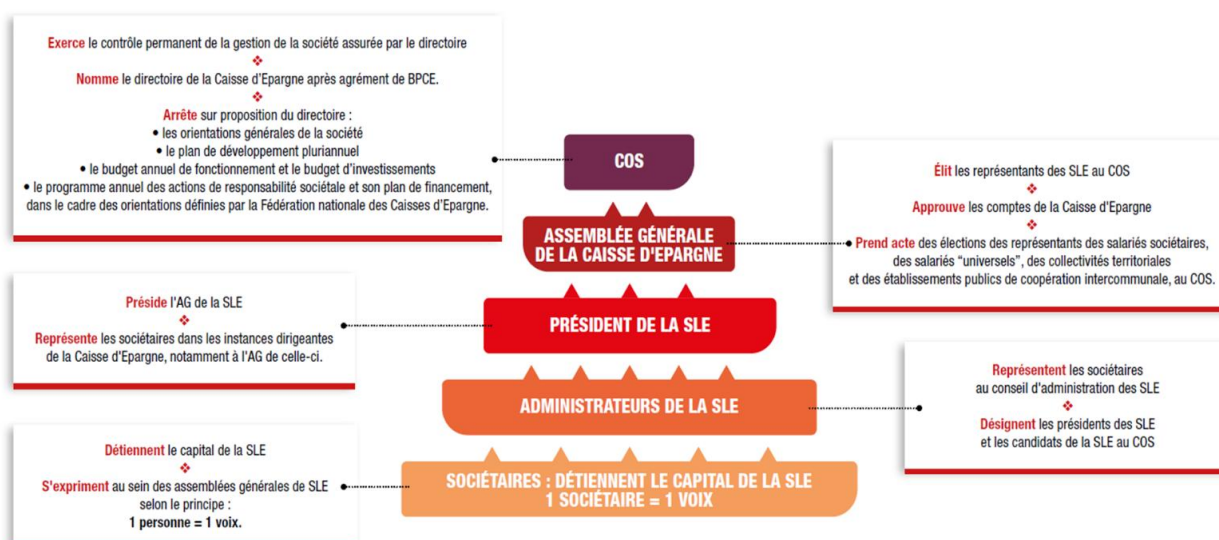 Exerce le contrôle permanent de la gestion de la société assurée par le directoire
Nomme le directoire de la Caisse d'Epargne après agrément de BPCE.
Arrête sur proposition du directoire :
• les orientations générales de la société
• le plan de développement pluriannuel
• le budget annuel de fonctionnement et le budget d'investissements
• le programme annuel des actions de responsabilité sociétale et son plan de financement,
dans le cadre des orientations définies par la Fédération nationale des Caisses d'Epargne.
COS
Élit les représentants des SLE au COS
Approuve les comptes de la Caisse d'Epargne
Prend acte des élections des représentants des salariés sociétaires,
des salariés "universels", des collectivités territoriales
et des établissements publics de coopération intercommunale, au COS.
ASSEMBLÉE GÉNÉRALE
DE LA CAISSE D'EPARGNE
Préside l'AG de la SLE
Représente les sociétaires dans les instances dirigeantes
de la Caisse d'Epargne, notamment à l'AG de celle-ci.
PRÉSIDENT DE LA SLE
Représentent les sociétaires
au conseil d'administration des SLE
Désignent les présidents des SLE
et les candidats de la SLE au COS
ADMINISTRATEURS DE LA SLE
Détiennent le capital de la SLE
S'expriment au sein des assemblées générales de SLE
selon le principe :
1 personne = 1 voix.
SOCIÉTAIRES : DÉTIENNENT LE CAPITAL DE LA SLE
1 SOCIÉTAIRE = 1 VOIX